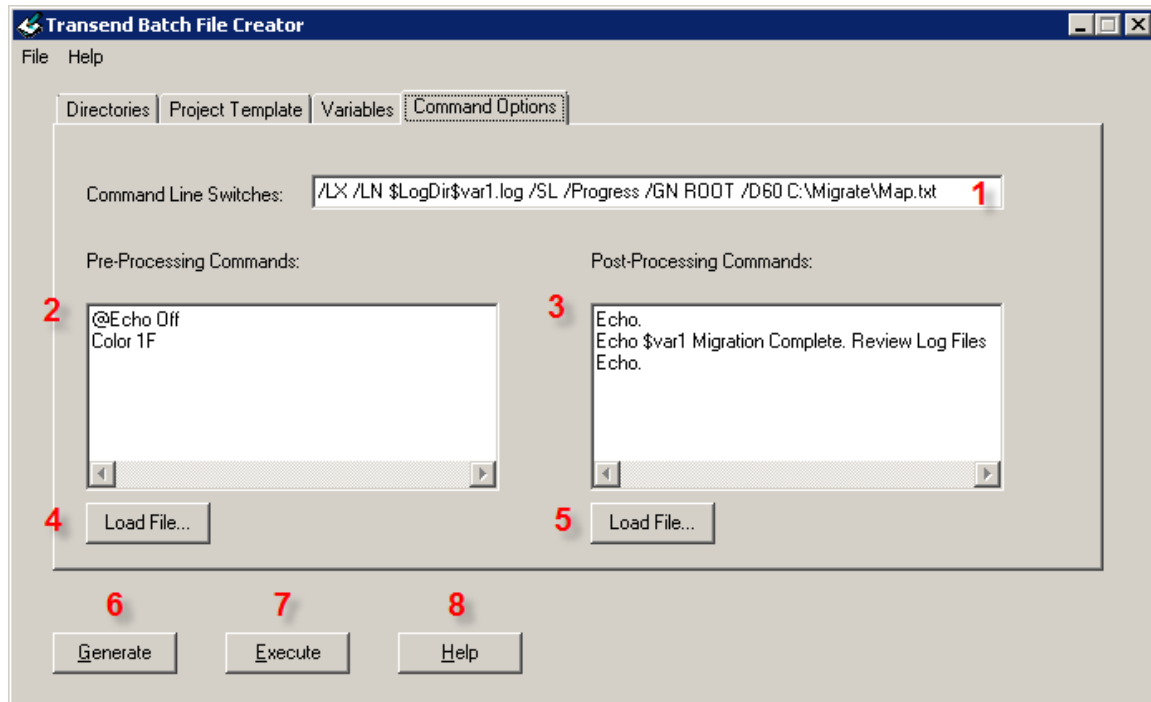 Transend Batch File Creator
File Help
Directories Project Template Variables Command Options
Command Line Switches: /LX /LN $LogDir$var1.log /SL /Progress /GN ROOT /D60 C:\Migrate\Map.txt 1
Pre-Processing Commands: Post-Processing Commands:
2 3
@Echo Off Echo.
Color 1F Echo $var1 Migration Complete. Review Log Files
Echo.
4 Load File... 5 Load File...
6 7 8
Generate Execute Help